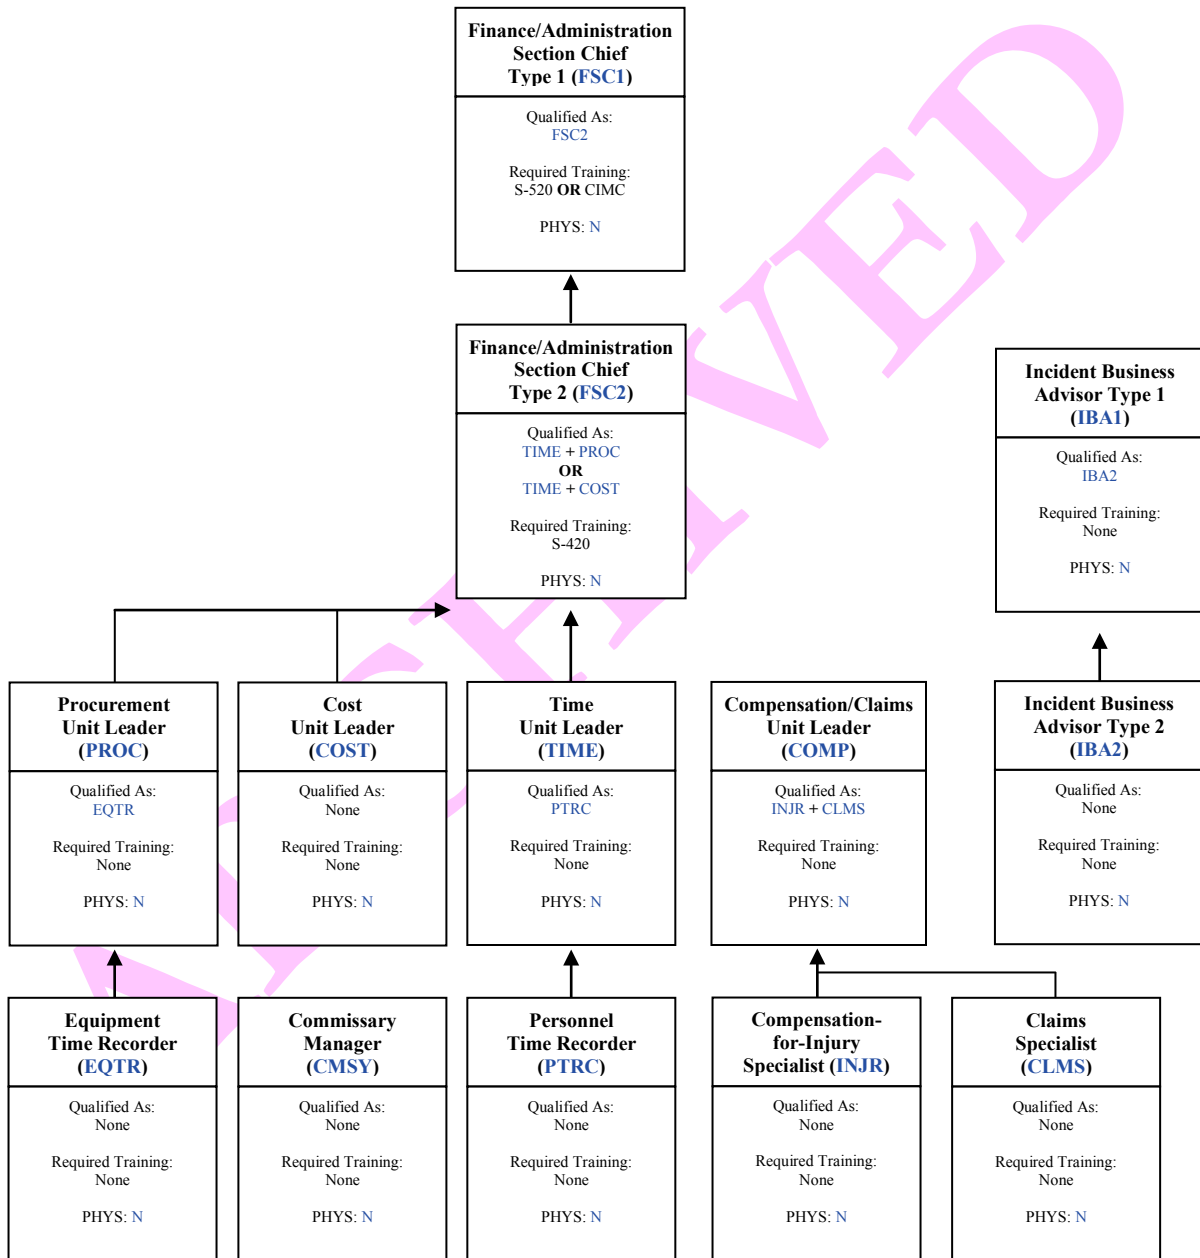 Finance/Administration
Section Chief
Type 1 (FSC1)
Qualified As:
FSC2
Required Training:
S-520 OR CIMC
PHYS: N
Finance/Administration
Section Chief
Type 2 (FSC2)
Qualified As:
TIME + PROC
OR
TIME + COST
Required Training:
S-420
PHYS: N
Incident Business
Advisor Type 1
(IBA1)
Qualified As:
IBA2
Required Training:
None
PHYS: N
Procurement
Unit Leader
(PROC)
Qualified As:
EQTR
Required Training:
None
PHYS: N
Cost
Unit Leader
(COST)
Qualified As:
None
Required Training:
None
PHYS: N
Time
Unit Leader
(TIME)
Qualified As:
PTRC
Required Training:
None
PHYS: N
Compensation/Claims
Unit Leader
(COMP)
Qualified As:
INJR + CLMS
Required Training:
None
PHYS: N
Incident Business
Advisor Type 2
(IBA2)
Qualified As:
None
Required Training:
None
PHYS: N
Equipment
Time Recorder
(EQTR)
Qualified As:
None
Required Training:
None
PHYS: N
Commissary
Manager
(CMSY)
Qualified As:
None
Required Training:
None
PHYS: N
Personnel
Time Recorder
(PTRC)
Qualified As:
None
Required Training:
None
PHYS: N
Compensation-
for-Injury
Specialist (INJR)
Qualified As:
None
Required Training:
None
PHYS: N
Claims
Specialist
(CLMS)
Qualified As:
None
Required Training:
None
PHYS: N
ARCHIVED